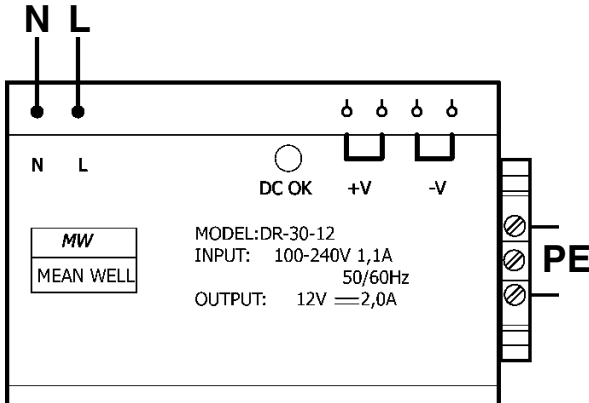 N L
N L
DC OK +V -V
MW
MEAN WELL
MODEL:DR-30-12
INPUT: 100-240V 1,1A
50/60Hz
OUTPUT: 12V ⎓2,0A
PE